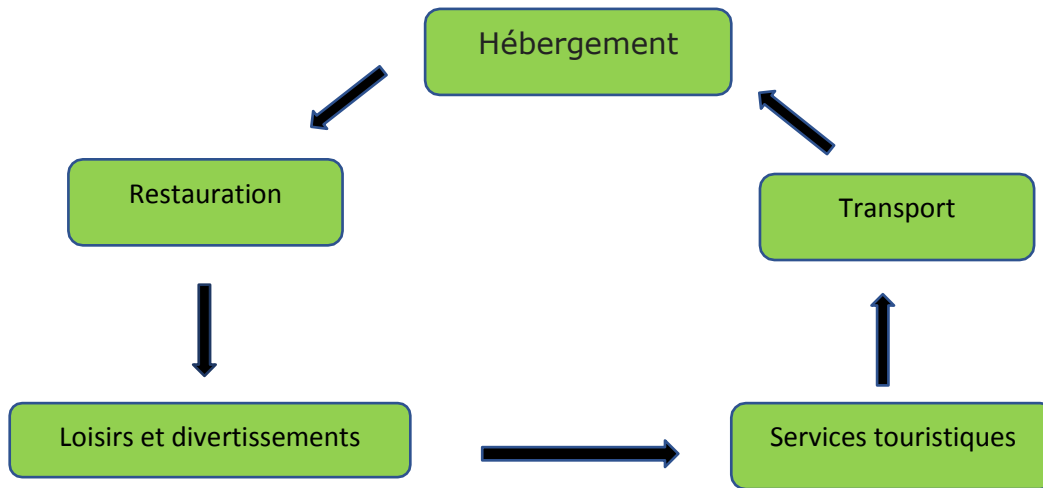 Hébergement
Restauration
Transport
Loisirs et divertissements
Services touristiques